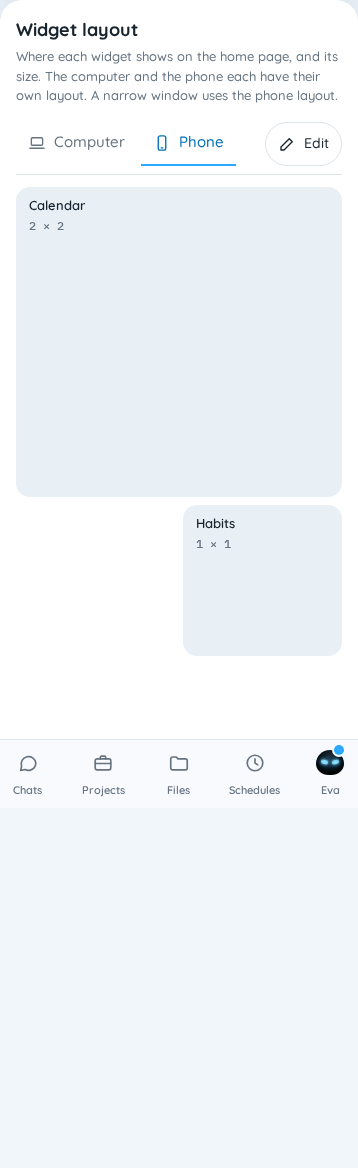 Widget layout
Where each widget shows on the home page, and its
size. The computer and the phone each have their
own layout. A narrow window uses the phone layout.
Computer
Phone
Edit
Calendar
2 × 2
Habits
1 × 1
Chats
Projects
Files
Schedules
Eva